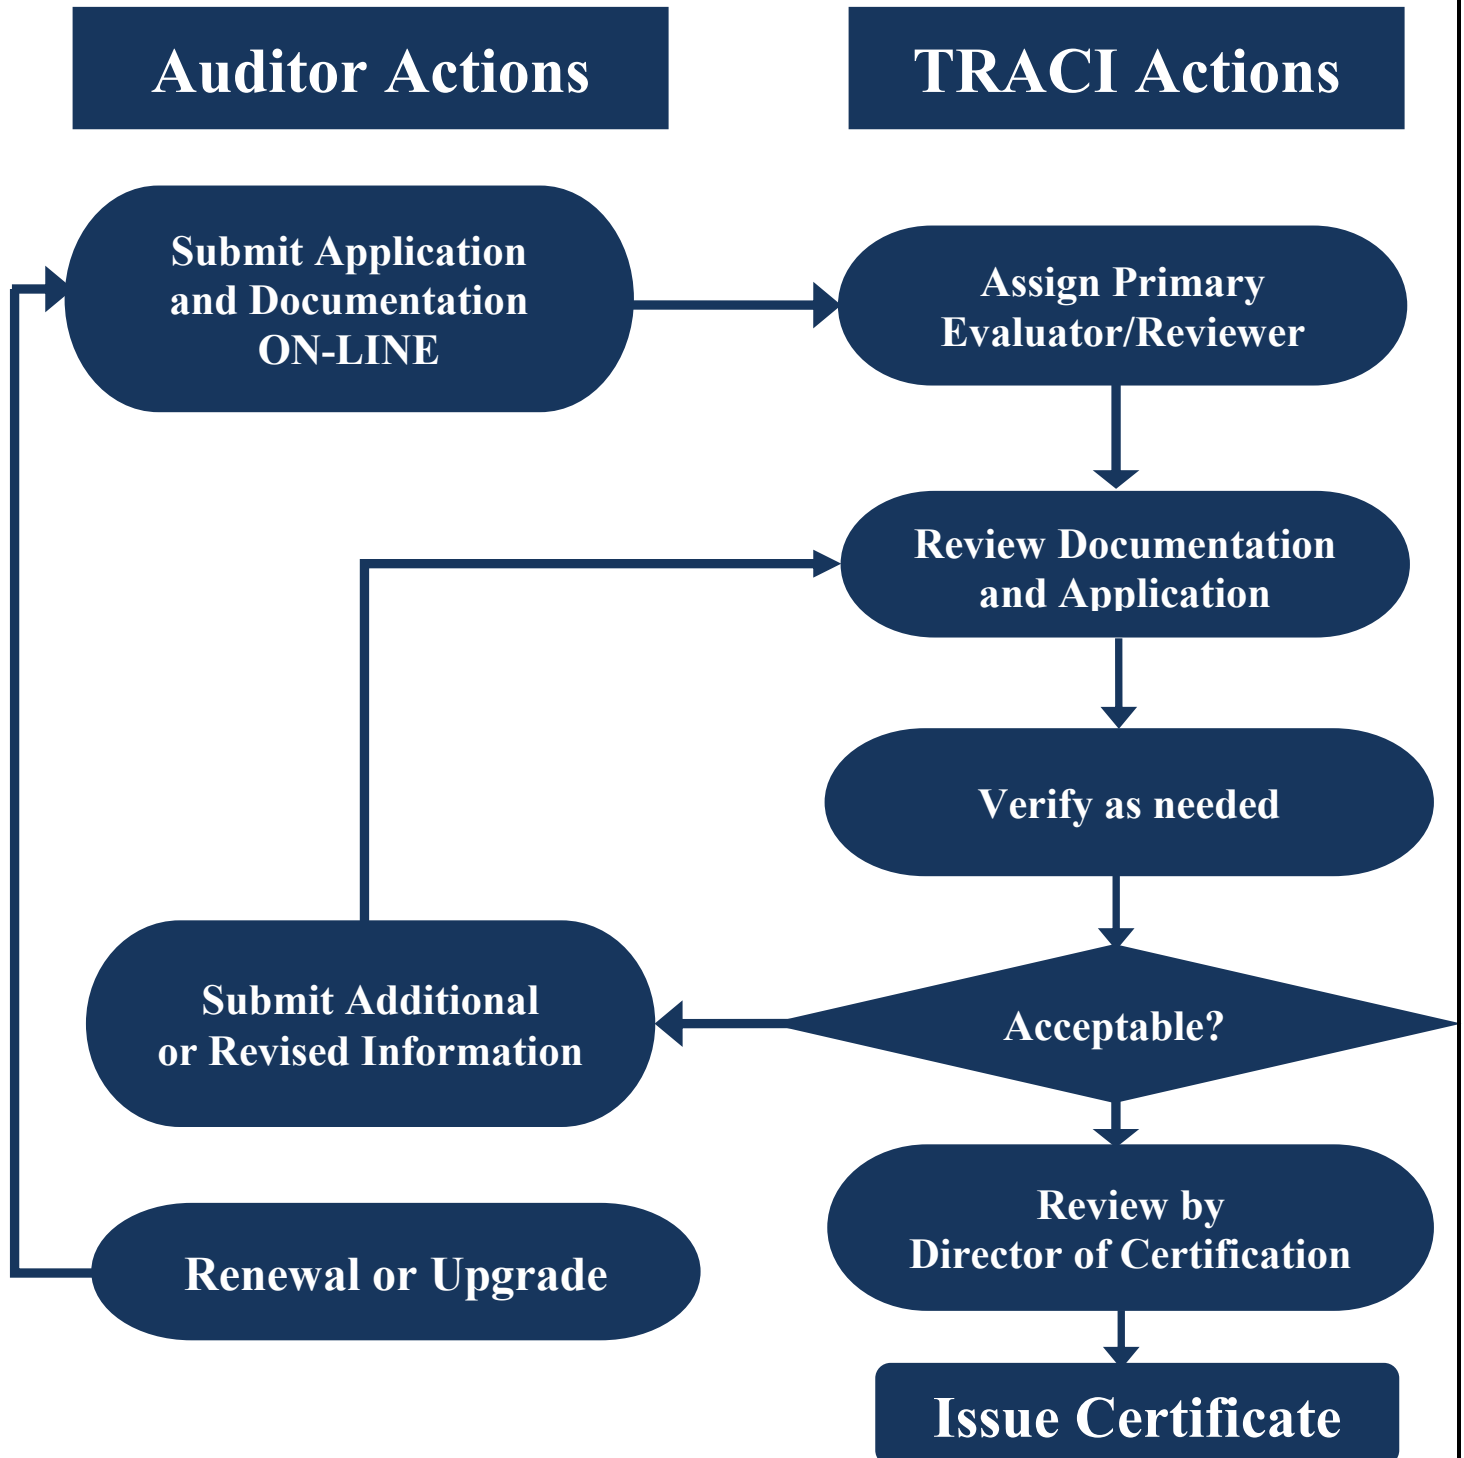 Auditor Actions
TRACI Actions
Submit Application
and Documentation
ON-LINE
Assign Primary
Evaluator/Reviewer
Review Documentation
and Application
Verify as needed
Submit Additional
or Revised Information
Acceptable?
Review by
Director of Certification
Renewal or Upgrade
Issue Certificate